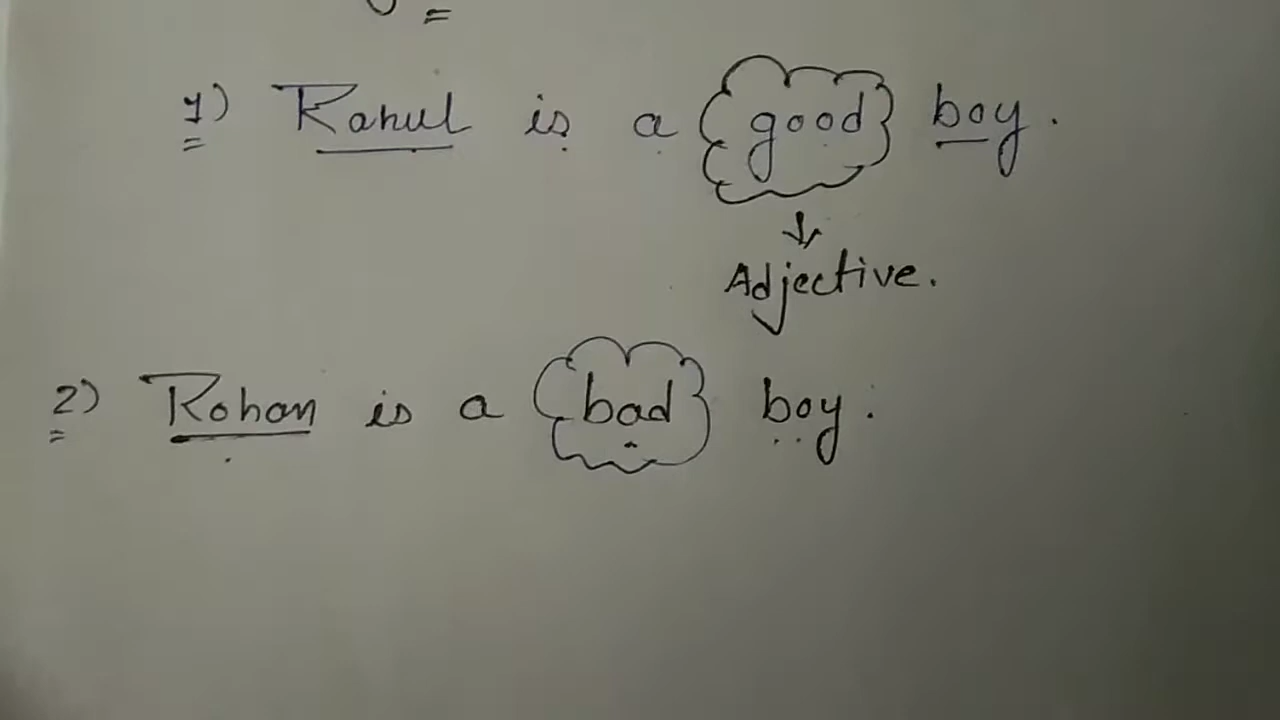 1) Rahul is a good boy.
Adjective.
2) Rohan is a bad boy.